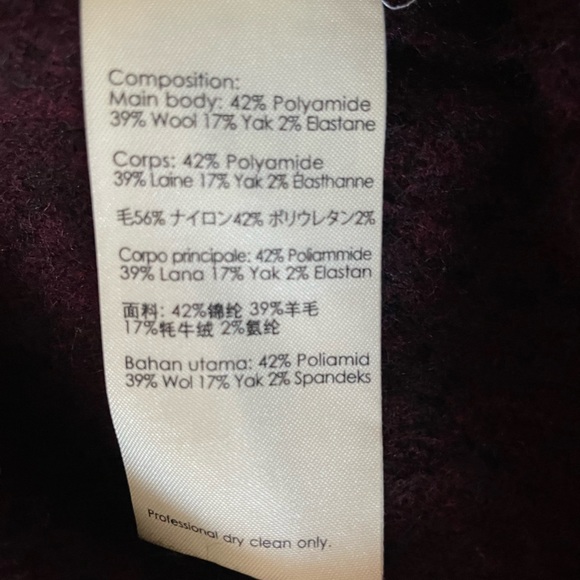 Composition:
Main body: 42% Polyamide
39% Wool 17% Yak 2% Elastane
Corps: 42% Polyamide
39% Laine 17% Yak 2% Élasthanne
毛56% ナイロン42% ポリウレタン2%
Corpo principale: 42% Poliammide
39% Lana 17% Yak 2% Elastan
面料: 42%锦纶 39%羊毛
17%牦牛绒 2%氨纶
Bahan utama: 42% Poliamid
39% Wol 17% Yak 2% Spandeks
Professional dry clean only.